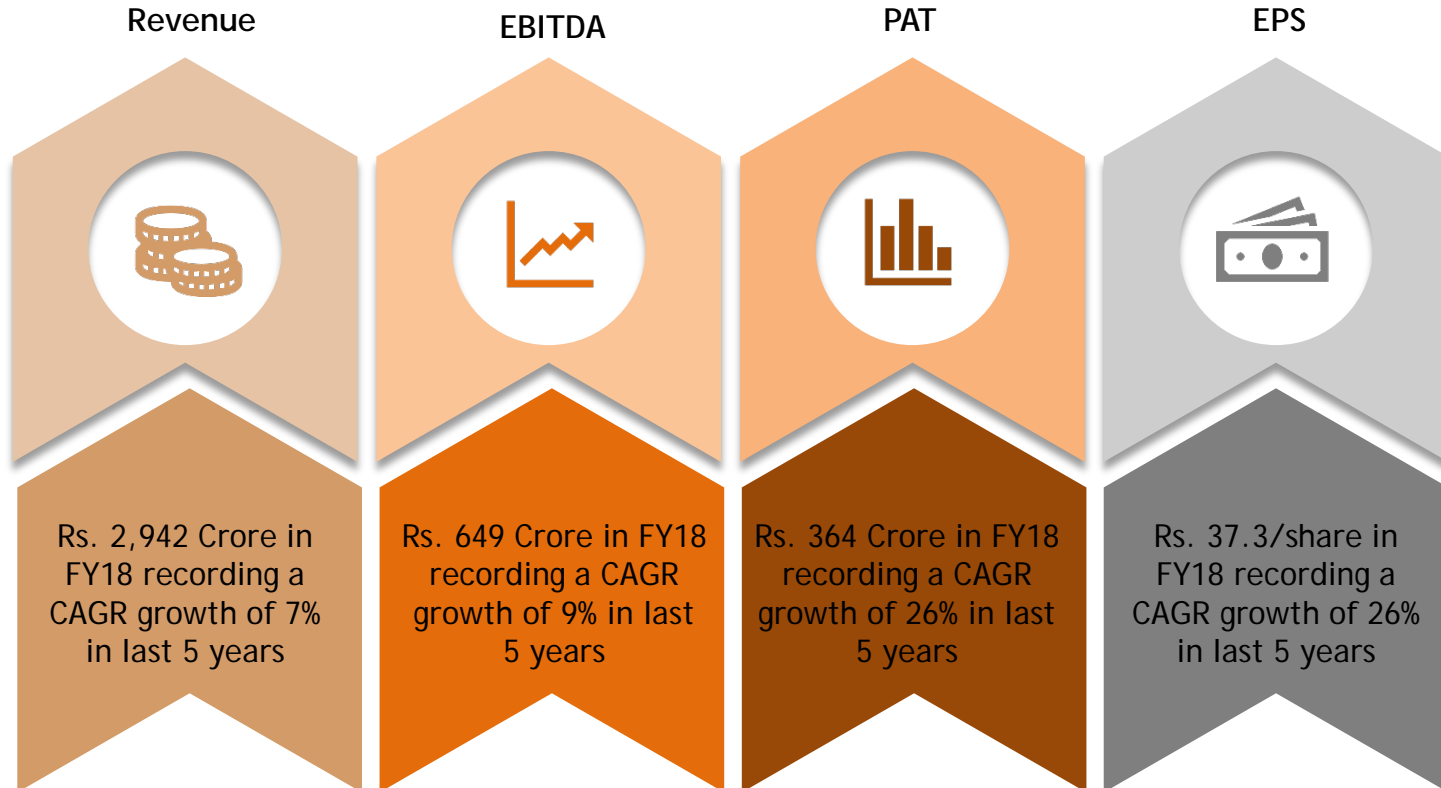 Revenue
EBITDA
PAT
EPS
Rs. 2,942 Crore in
FY18 recording a
CAGR growth of 7%
in last 5 years
Rs. 649 Crore in FY18
recording a CAGR
growth of 9% in last
5 years
Rs. 364 Crore in FY18
recording a CAGR
growth of 26% in last
5 years
Rs. 37.3/share in
FY18 recording a
CAGR growth of 26%
in last 5 years